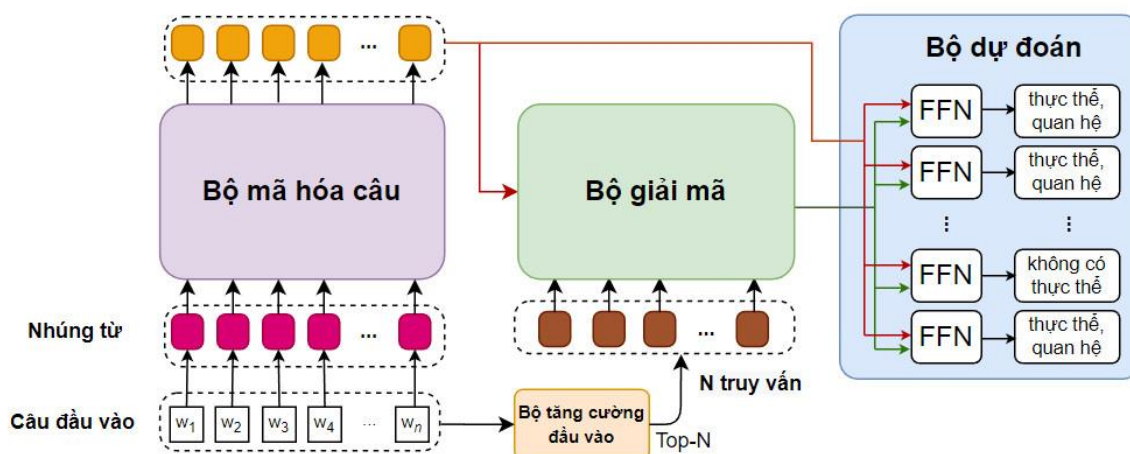 ...
Bộ mã hóa câu
Bộ giải mã
Bộ dự đoán
FFN
thực thể,
quan hệ
FFN
thực thể,
quan hệ
...
...
FFN
không có
thực thể
FFN
thực thể,
quan hệ
Nhúng từ
...
...
N truy vấn
Câu đầu vào
w₁ w₂ w₃ w₄ ... wₙ
Bộ tăng cường
đầu vào
Top-N